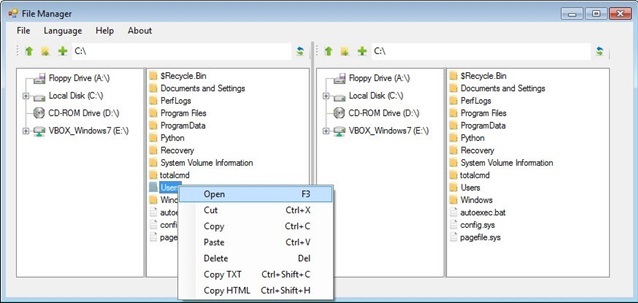 File Manager
File Language Help About
C:\
Floppy Drive (A:\)
Local Disk (C:\)
CD-ROM Drive (D:\)
VBOX_Windows7 (E:\)
$Recycle.Bin
Documents and Settings
PerfLogs
Program Files
ProgramData
Python
Recovery
System Volume Information
totalcmd
Users
Open F3
Cut Ctrl+X
Copy Ctrl+C
Paste Ctrl+V
Delete Del
Copy TXT Ctrl+Shift+C
Copy HTML Ctrl+Shift+H
C:\
Floppy Drive (A:\)
Local Disk (C:\)
CD-ROM Drive (D:\)
VBOX_Windows7 (E:\)
$Recycle.Bin
Documents and Settings
PerfLogs
Program Files
ProgramData
Python
Recovery
System Volume Information
totalcmd
Users
Windows
autoexec.bat
config.sys
pagefile.sys